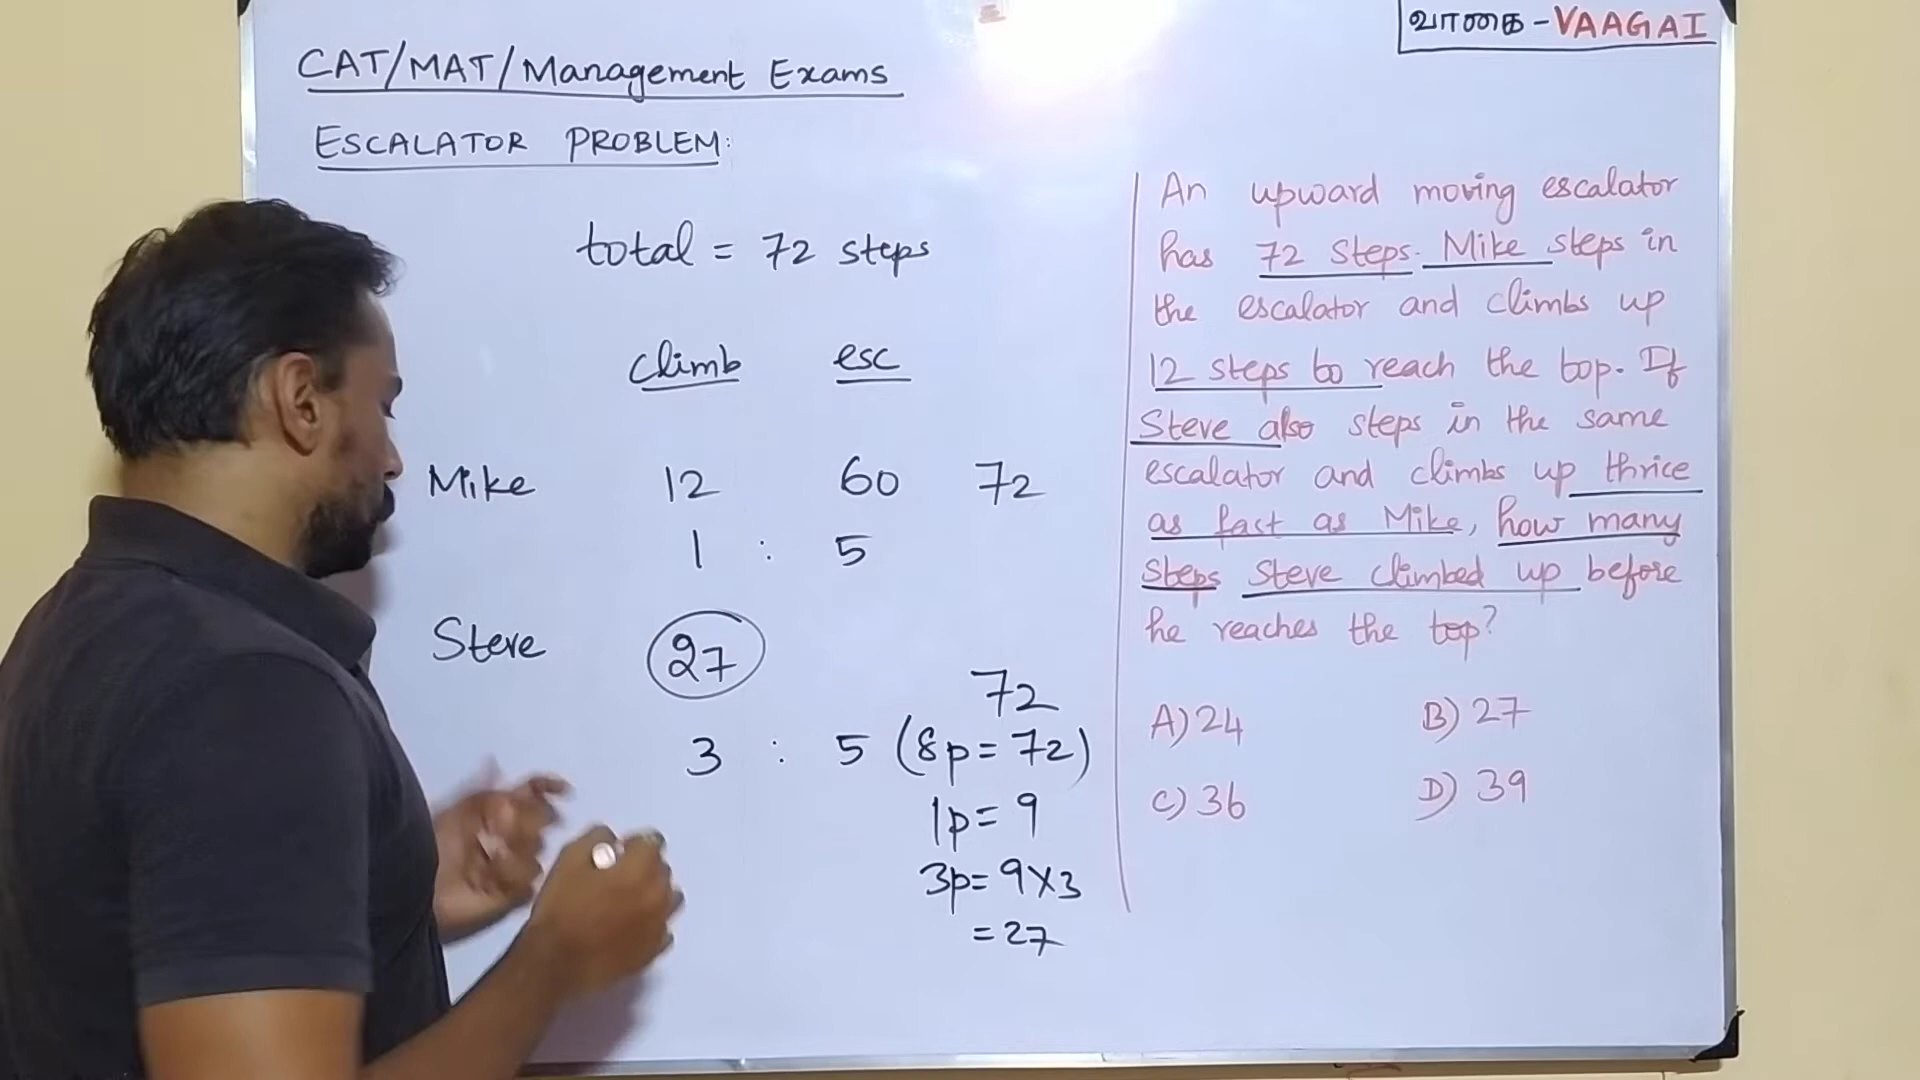 வாகை - VAAGAI
CAT/MAT/Management Exams
ESCALATOR PROBLEM:
total = 72 steps
climb esc
Mike 12 60 72
1 : 5
Steve 27
72
3 : 5 (8p = 72)
1p = 9
3p = 9x3
= 27
An upward moving escalator
has 72 steps. Mike steps in
the escalator and climbs up
12 steps to reach the top. If
Steve also steps in the same
escalator and climbs up thrice
as fast as Mike, how many
steps Steve climbed up before
he reaches the top?
A) 24 B) 27
C) 36 D) 39